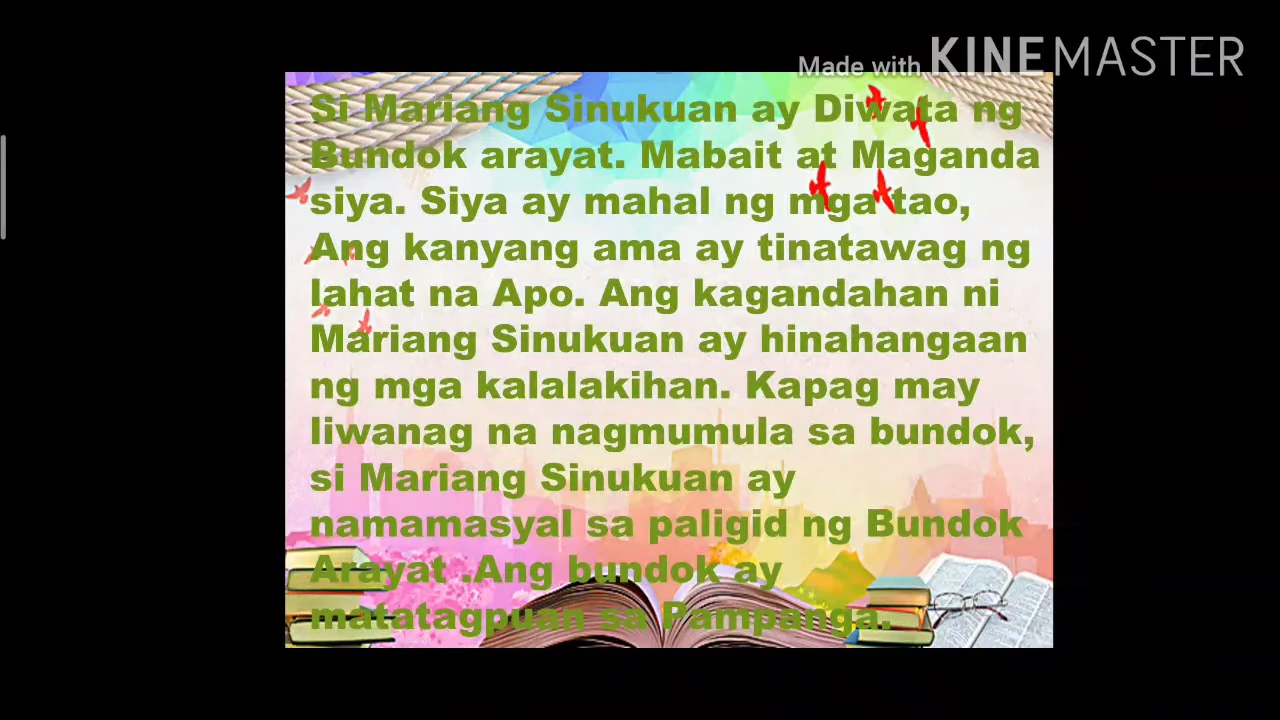 Made with KINEMASTER
Si Mariang Sinukuan ay Diwata ng
Bundok arayat. Mabait at Maganda
siya. Siya ay mahal ng mga tao,
Ang kanyang ama ay tinatawag ng
lahat na Apo. Ang kagandahan ni
Mariang Sinukuan ay hinahangaan
ng mga kalalakihan. Kapag may
liwanag na nagmumula sa bundok,
si Mariang Sinukuan ay
namamasyal sa paligid ng Bundok
Arayat .Ang bundok ay
matatagpuan sa Pampanga.